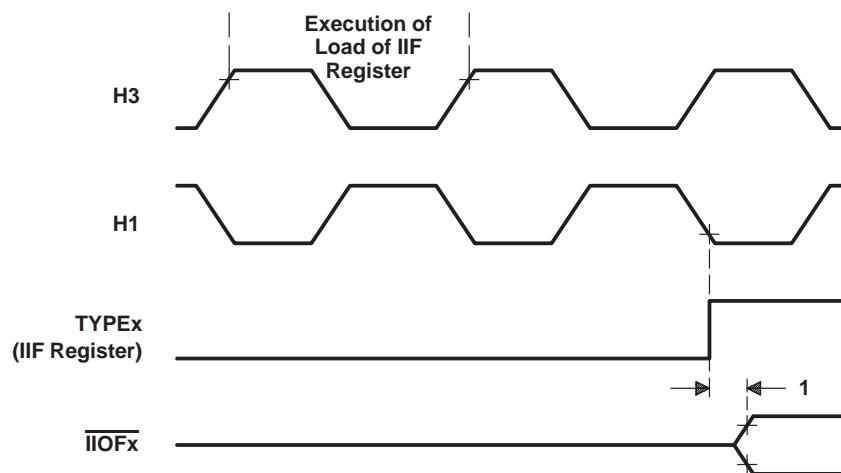 Execution of
Load of IIF
Register
H3
H1
TYPEx
(IIF Register)
1
IIOFx